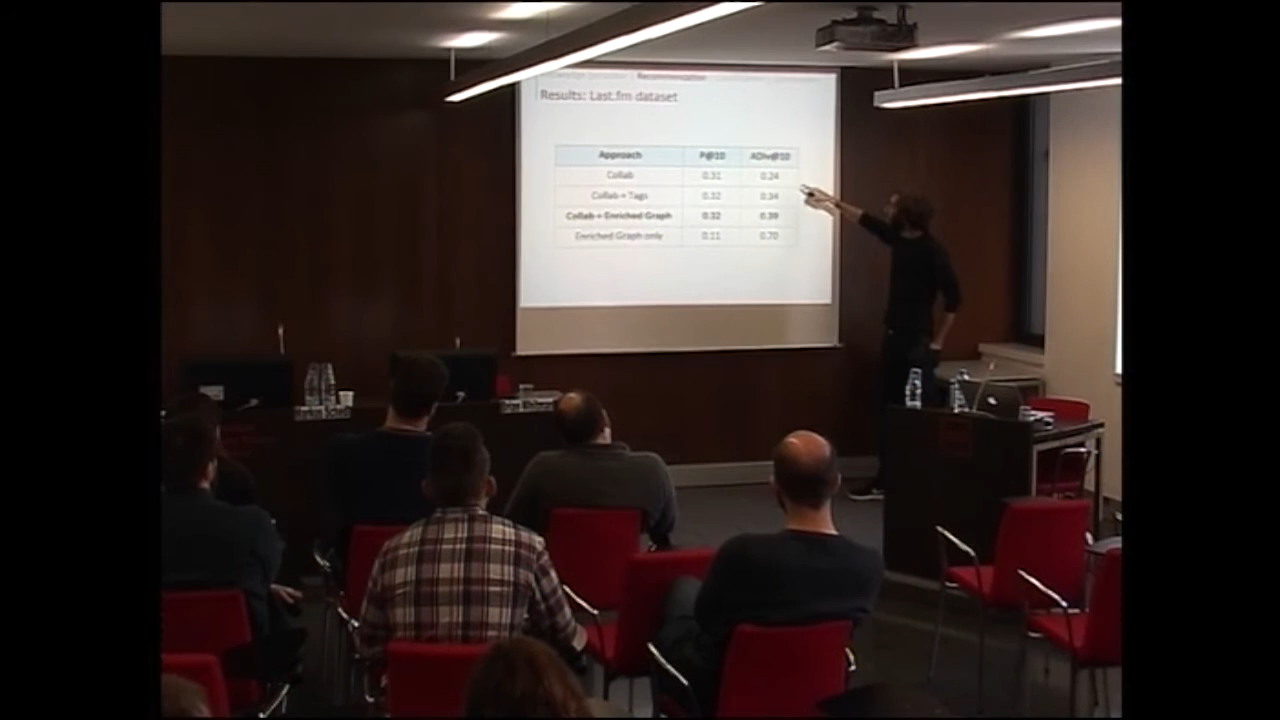 Recommendation
Results: Last.fm dataset
Approach P@10 ADiv@10
Collab 0.31 0.24
Collab + Tags 0.32 0.34
Collab + Enriched Graph 0.32 0.39
Enriched Graph only 0.11 0.70